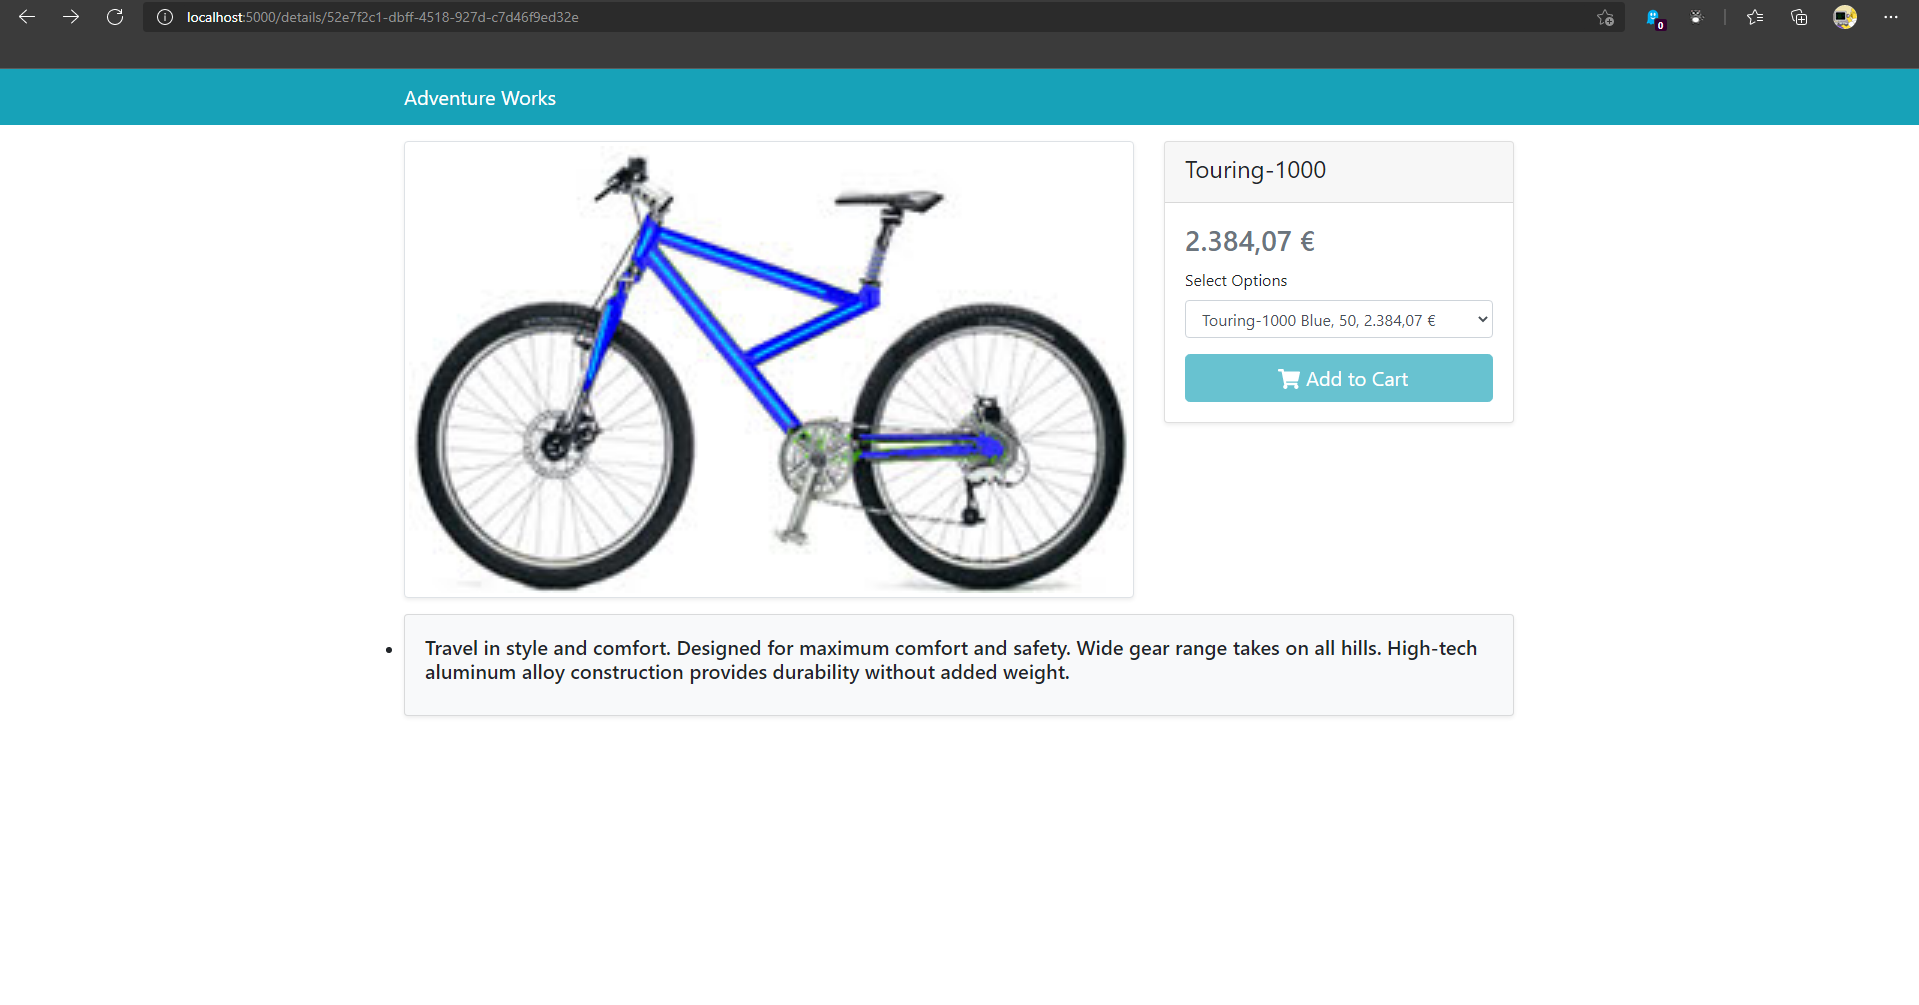 localhost:5000/details/52e7f2c1-dbff-4518-927d-c7d46f9ed32e
0
Adventure Works
Touring-1000
2.384,07 €
Select Options
Touring-1000 Blue, 50, 2.384,07 €
Add to Cart
Travel in style and comfort. Designed for maximum comfort and safety. Wide gear range takes on all hills. High-tech
aluminum alloy construction provides durability without added weight.